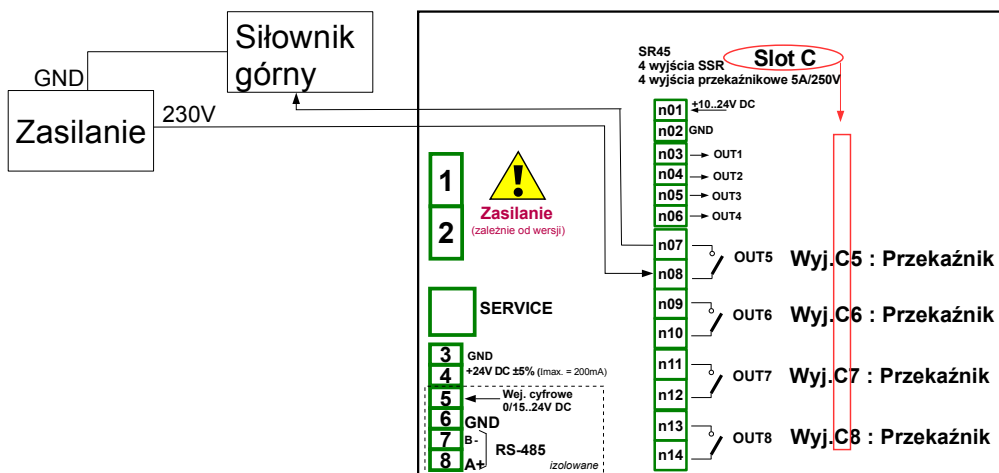 Siłownik
górny
GND
Zasilanie
230V
SR45
4 wyjścia SSR
4 wyjścia przekaźnikowe 5A/250V
Slot C
n01
+10..24V DC
n02
GND
n03
OUT1
n04
OUT2
n05
OUT3
n06
OUT4
1
2
Zasilanie
(zależnie od wersji)
n07
n08
OUT5
Wyj.C5 : Przekaźnik
n09
n10
OUT6
Wyj.C6 : Przekaźnik
n11
n12
OUT7
Wyj.C7 : Przekaźnik
n13
n14
OUT8
Wyj.C8 : Przekaźnik
SERVICE
3
GND
4
+24V DC ±5% (Imax. = 200mA)
5
Wej. cyfrowe
0/15..24V DC
6
GND
7
B-
8
A+
RS-485
izolowane